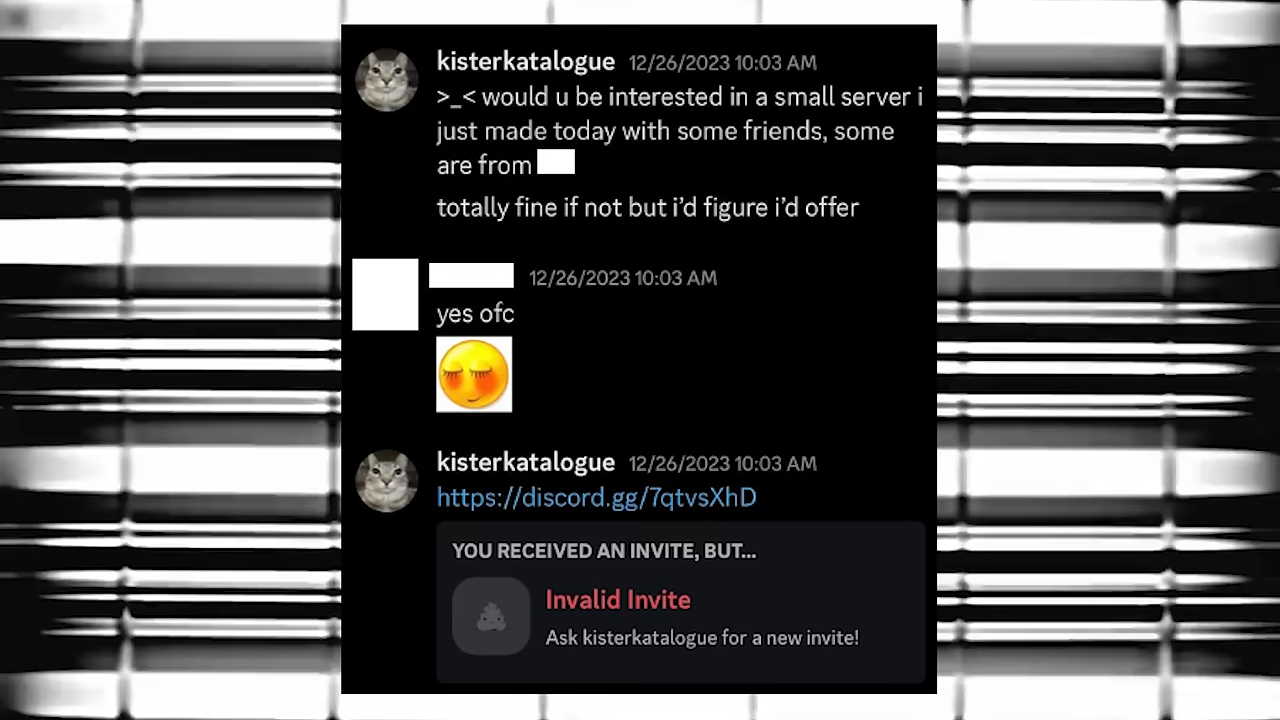 kisterkatalogue 12/26/2023 10:03 AM
>_< would u be interested in a small server i
just made today with some friends, some
are from
totally fine if not but i’d figure i’d offer
12/26/2023 10:03 AM
yes ofc
kisterkatalogue 12/26/2023 10:03 AM
https://discord.gg/7qtvsXhD
YOU RECEIVED AN INVITE, BUT...
Invalid Invite
Ask kisterkatalogue for a new invite!